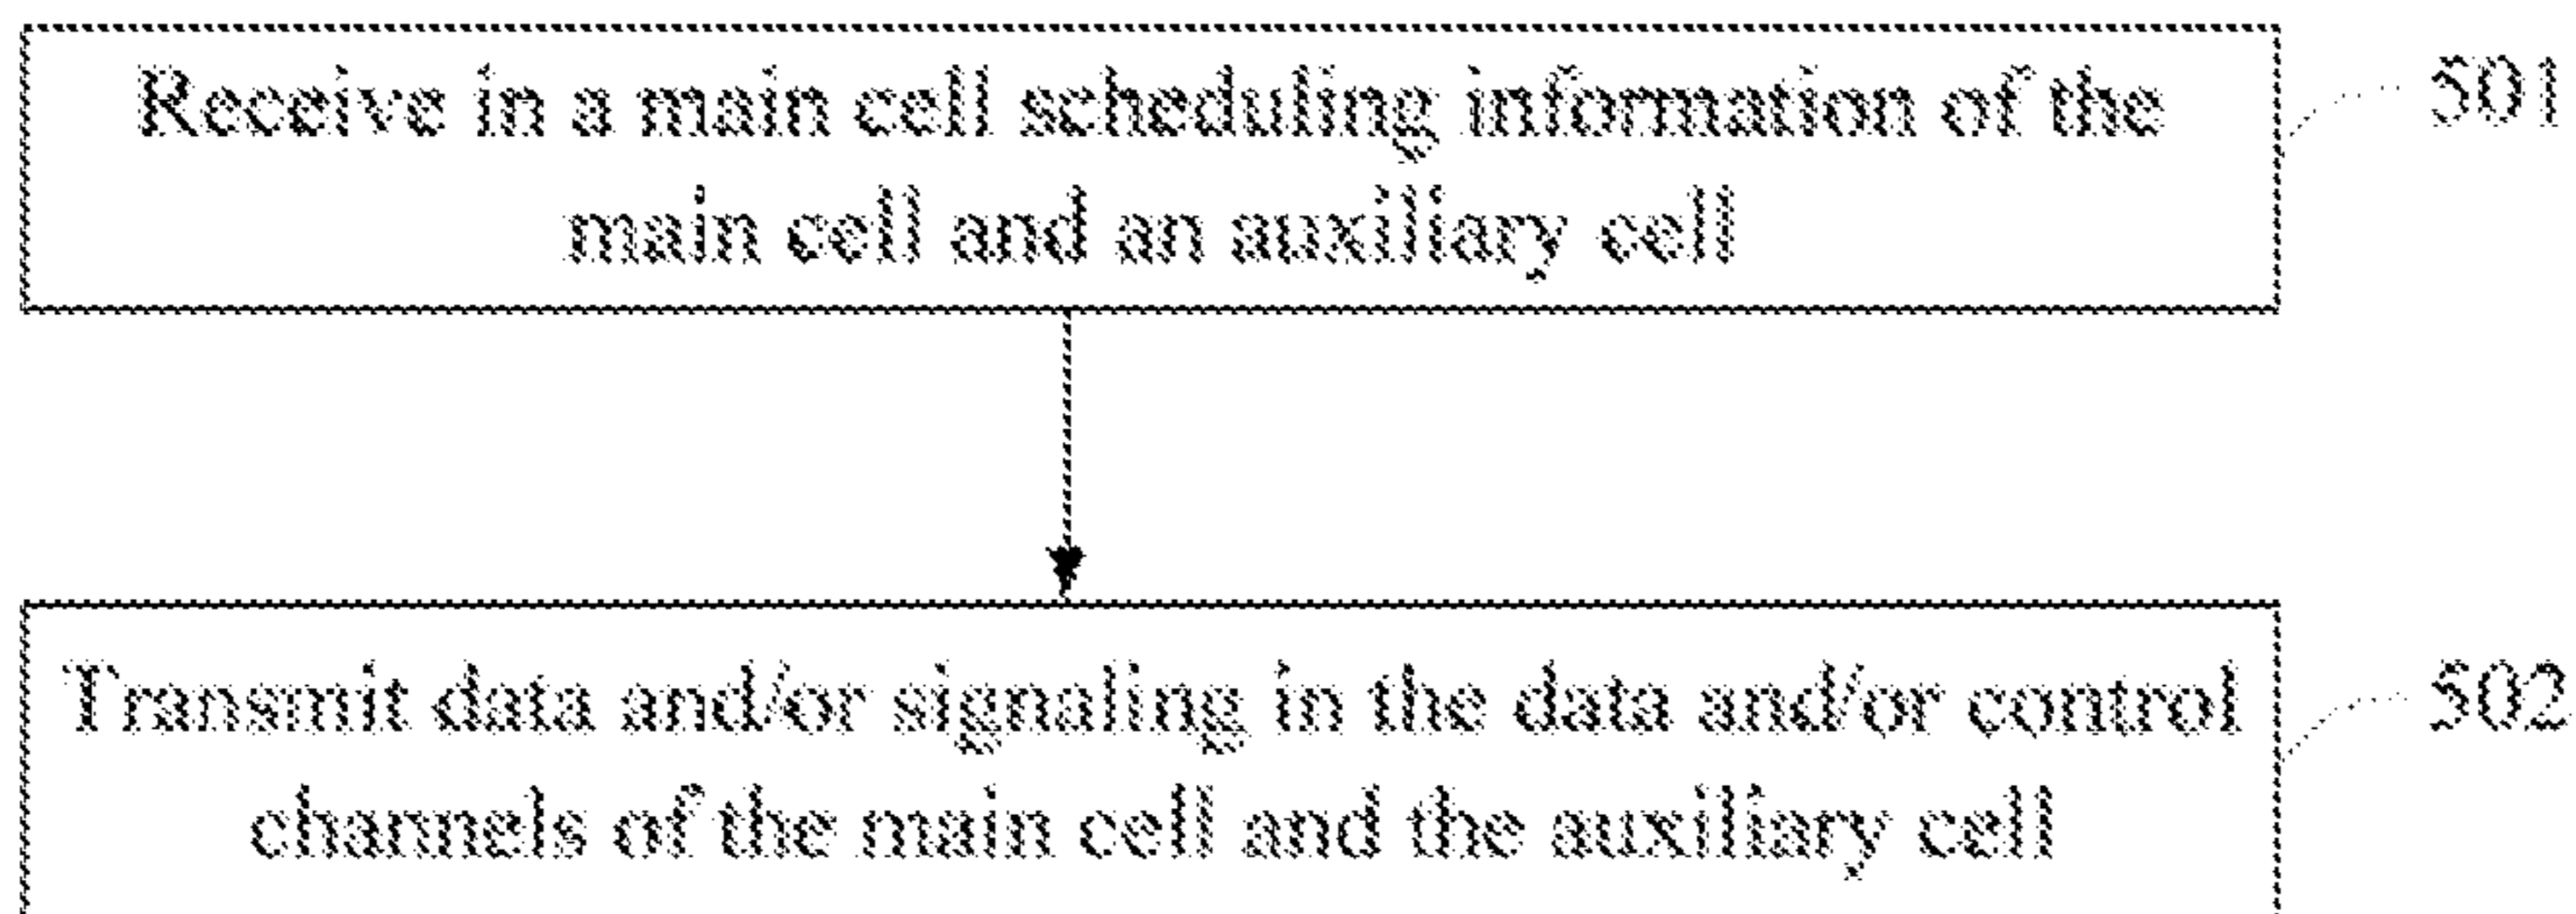 Receive in a main cell scheduling information of the
main cell and an auxiliary cell
501
Transmit data and/or signaling in the data and/or control
channels of the main cell and the auxiliary cell
502